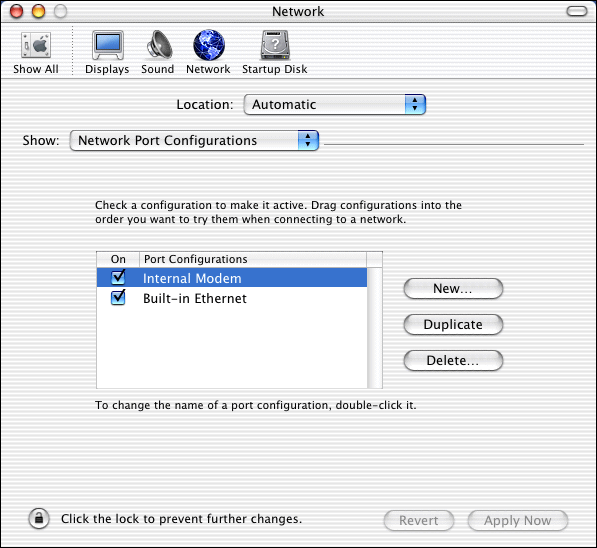 Network
Show All
Displays
Sound
Network
Startup Disk
Location: Automatic
Show: Network Port Configurations
Check a configuration to make it active. Drag configurations into the
order you want to try them when connecting to a network.
On Port Configurations
Internal Modem
Built-in Ethernet
New...
Duplicate
Delete...
To change the name of a port configuration, double-click it.
Click the lock to prevent further changes.
Revert
Apply Now